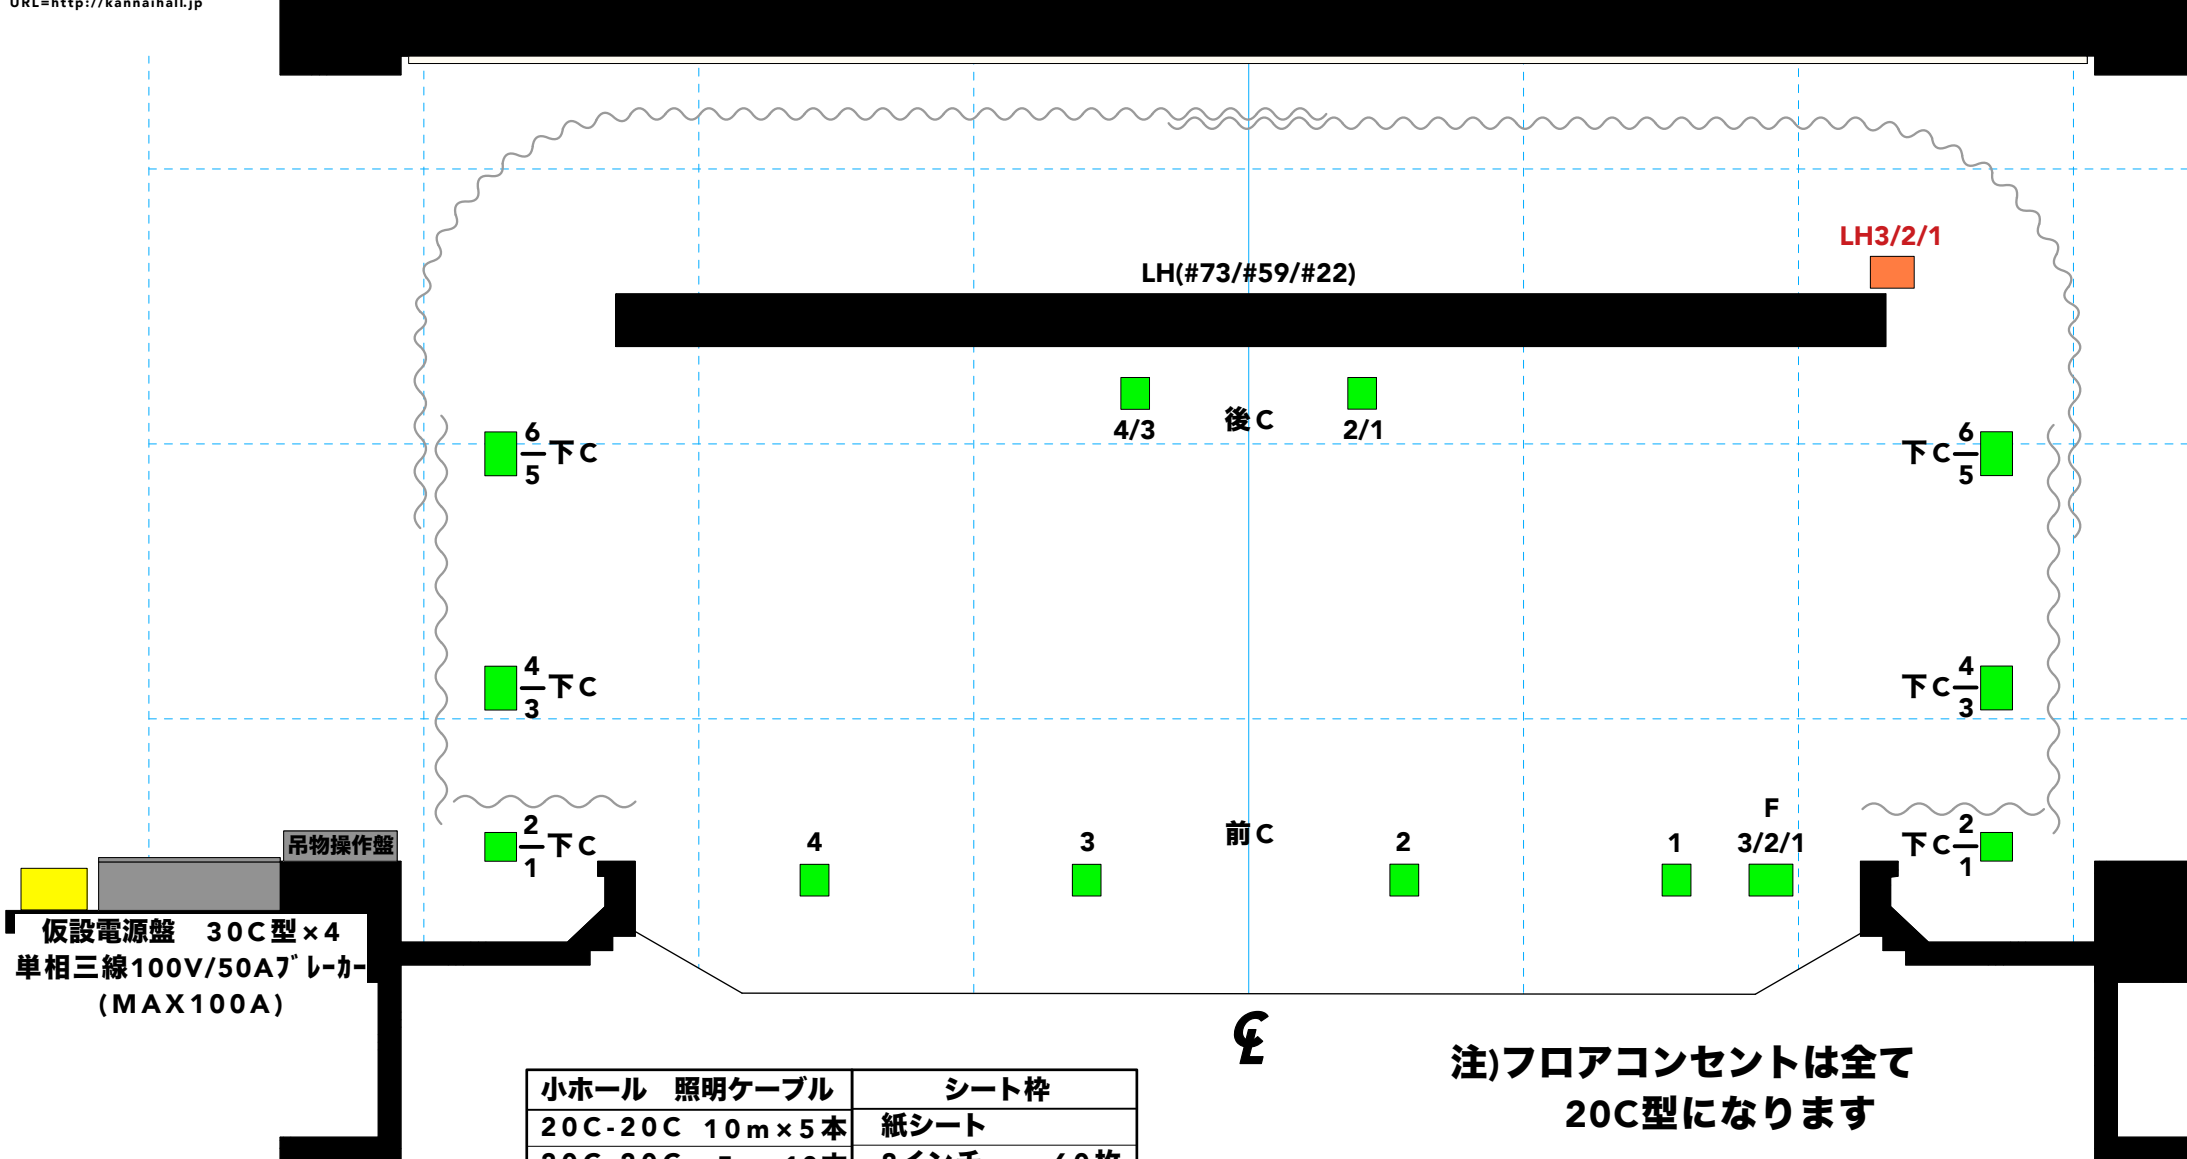 URL=http://kannaihall.jp
LH3/2/1
LH(#73/#59/#22)
4/3
後C
2/1
6
5
下C
下C
6
5
4
3
下C
下C
4
3
F
2
1
下C
4
3
前C
2
1
3/2/1
下C
2
1
吊物操作盤
仮設電源盤 30C型×4
単相三線100V/50Aブレーカー
(MAX100A)
CL
注)フロアコンセントは全て
20C型になります
小ホール 照明ケーブル
シート枠
20C-20C 10m×5本
紙シート